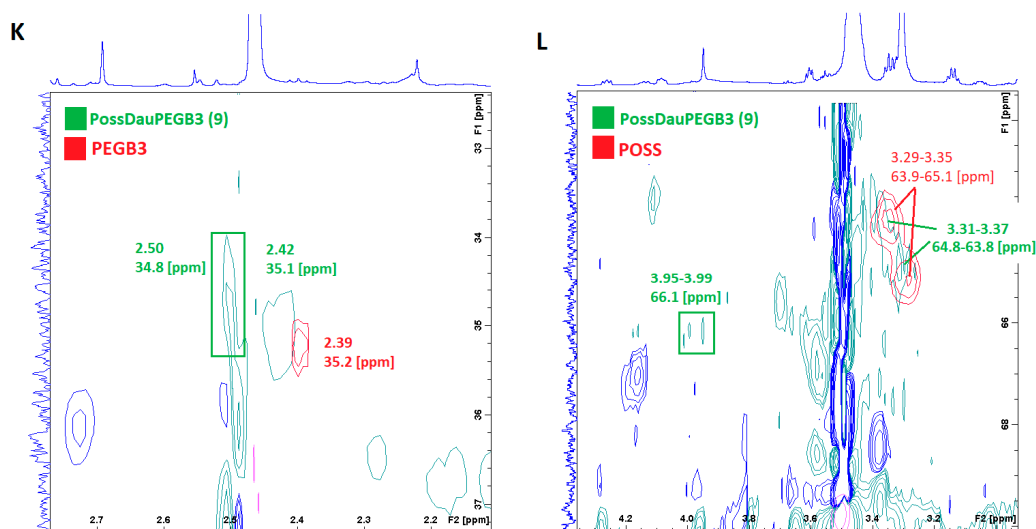 K
PossDauPEGB3 (9)
PEGB3
F1 [ppm]
33
34
35
36
37
2.50
34.8 [ppm]
2.42
35.1 [ppm]
2.39
35.2 [ppm]
2.7
2.6
2.5
2.4
2.3
2.2
F2 [ppm]
L
PossDauPEGB3 (9)
POSS
F1 [ppm]
66
68
3.29-3.35
63.9-65.1 [ppm]
3.31-3.37
64.8-63.8 [ppm]
3.95-3.99
66.1 [ppm]
4.2
4.0
3.8
3.6
3.4
3.2
F2 [ppm]